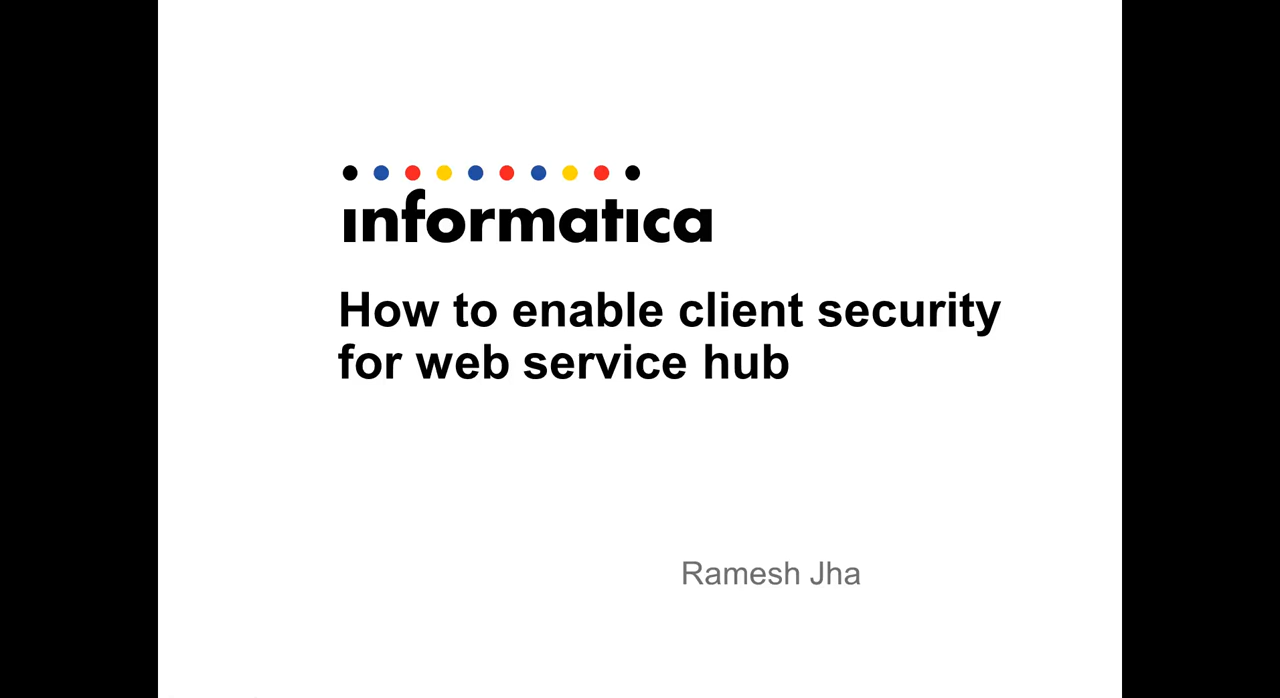 informatica
How to enable client security
for web service hub
Ramesh Jha